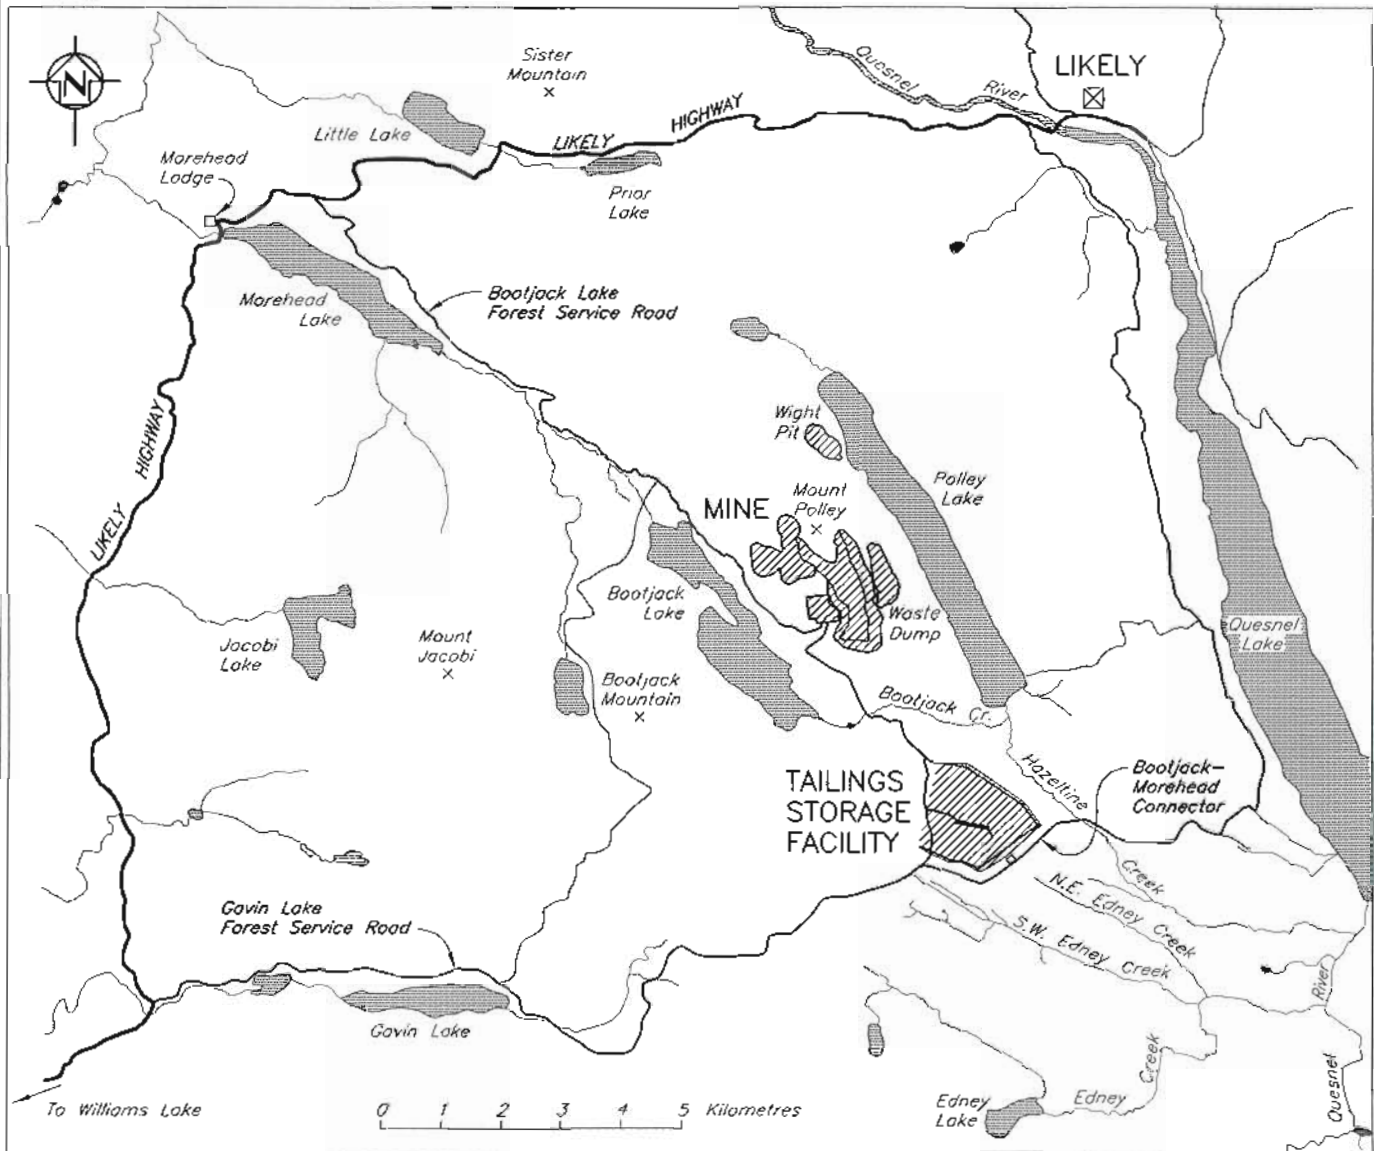 N
Sister
Mountain
Quesnel
River
LIKELY
Little Lake
LIKELY
HIGHWAY
Morehead
Lodge
Prior
Lake
Morehead
Lake
Bootjack Lake
Forest Service Road
Wight
Pit
LIKELY
HIGHWAY
Polley
Lake
MINE
Mount
Polley
Bootjack
Lake
Waste
Dump
Quesnel
Lake
Jacobi
Lake
Mount
Jacobi
Bootjack
Mountain
Bootjack Cr.
Hazeltine
Creek
Bootjack–
Morehead
Connector
TAILINGS
STORAGE
FACILITY
N.E. Edney Creek
S.W. Edney Creek
Gavin Lake
Forest Service Road
Gavin Lake
Quesnel
River
Edney
Creek
Edney
Lake
To Williams Lake
0 1 2 3 4 5 Kilometres